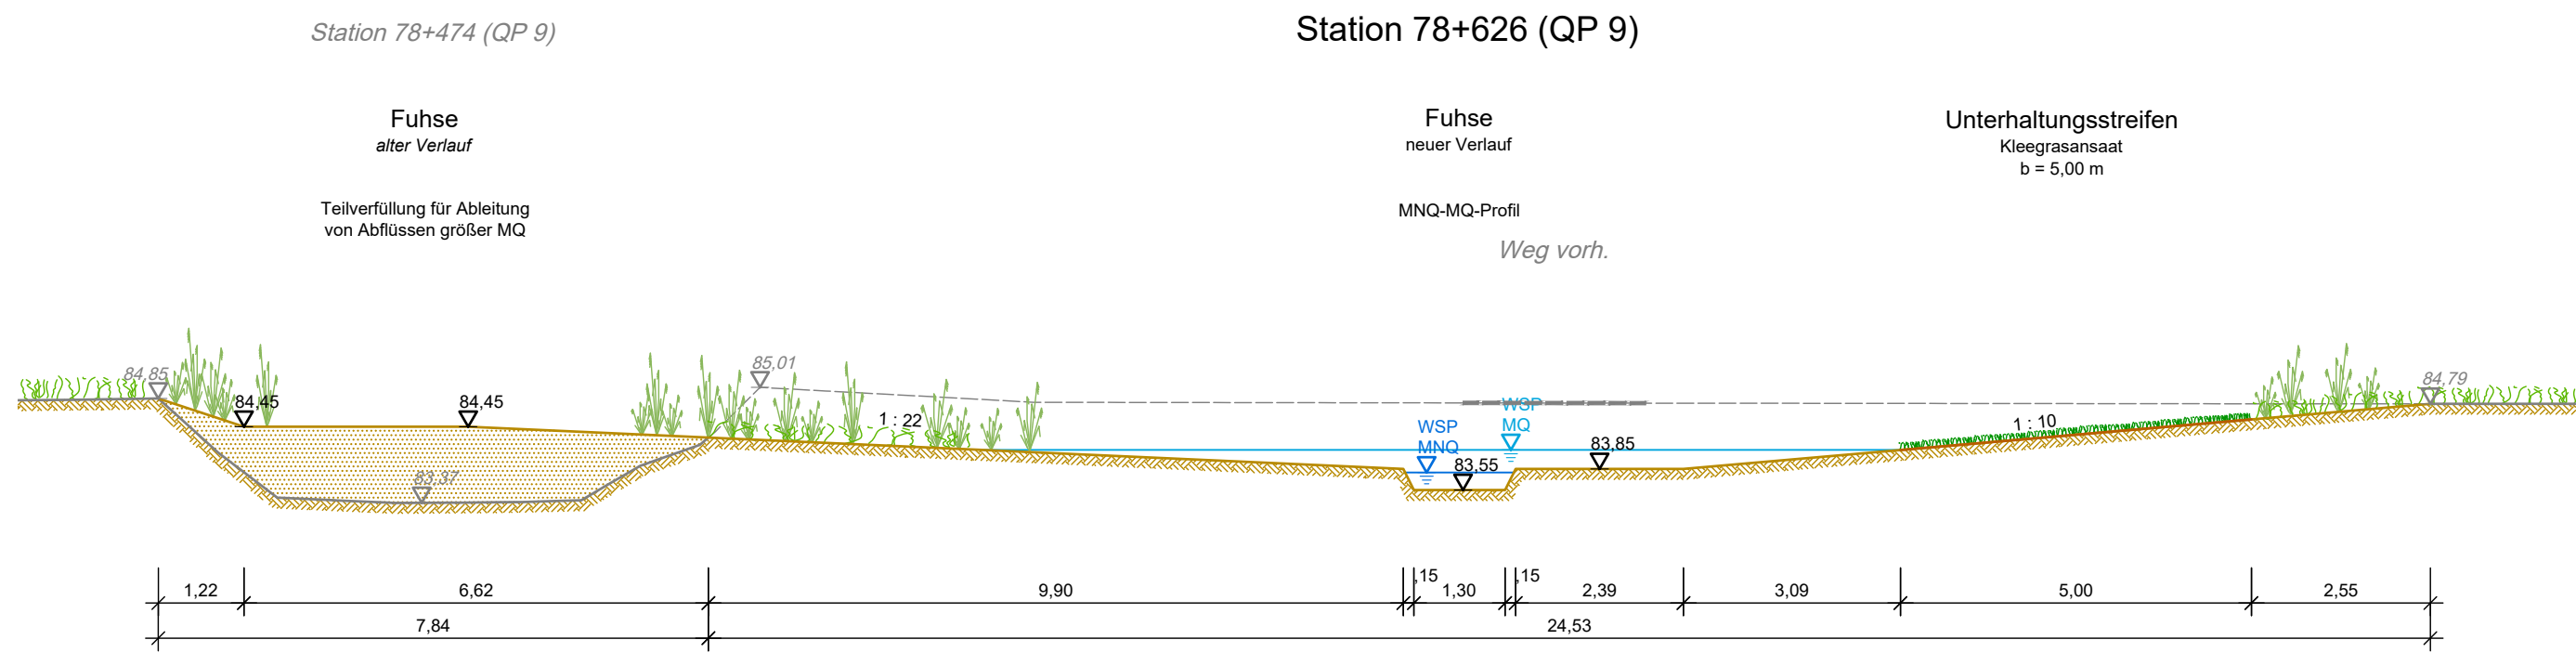 Station 78+474 (QP 9)
Station 78+626 (QP 9)
Fuhse
alter Verlauf
Teilverfüllung für Ableitung
von Abflüssen größer MQ
Fuhse
neuer Verlauf
MNQ-MQ-Profil
Weg vorh.
Unterhaltungsstreifen
Kleegrasansaat
b = 5,00 m
84,85
84,45
84,45
83,37
85,01
1 : 22
WSP
MNQ
83,55
WSP
MQ
83,85
1 : 10
84,79
1,22
6,62
9,90
,15
1,30
,15
2,39
3,09
5,00
2,55
7,84
24,53